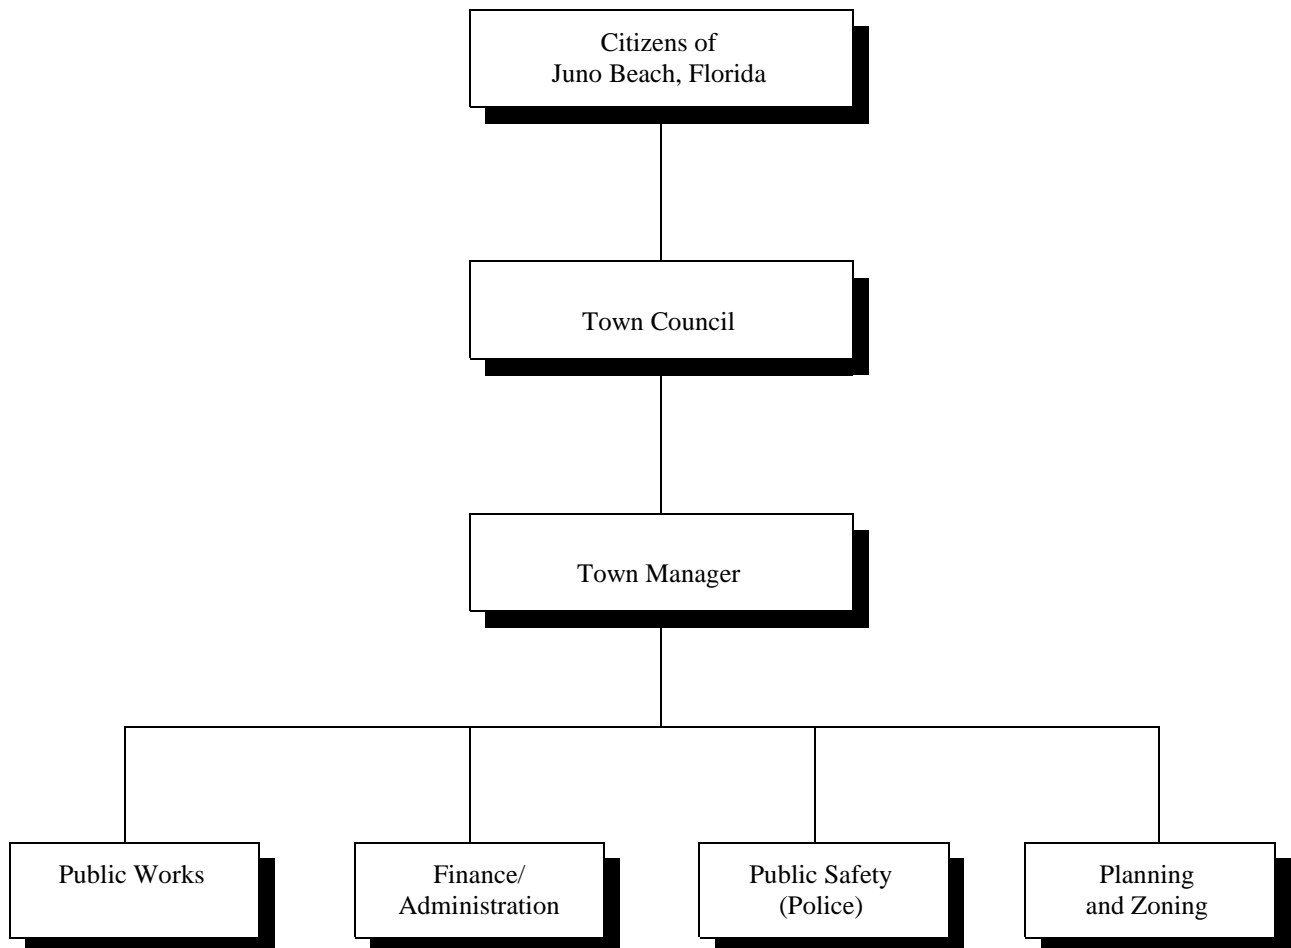 Citizens of
Juno Beach, Florida
Town Council
Town Manager
Public Works
Finance/
Administration
Public Safety
(Police)
Planning
and Zoning